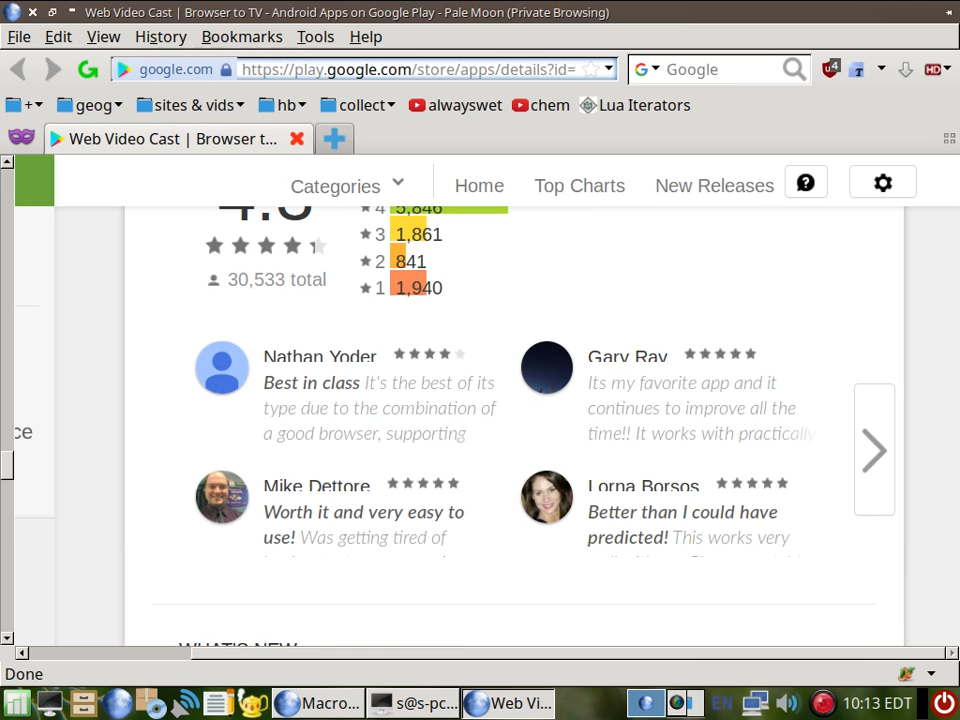 Web Video Cast | Browser to TV - Android Apps on Google Play - Pale Moon (Private Browsing)
File Edit View History Bookmarks Tools Help
google.com https://play.google.com/store/apps/details?id= Google
+ geog sites & vids hb collect alwayswet chem Lua Iterators
Web Video Cast | Browser t...
Categories Home Top Charts New Releases
4 5,846
3 1,861
2 841
30,533 total
1 1,940
Nathan Yoder
Gary Ray
Best in class It's the best of its
type due to the combination of
a good browser, supporting
Its my favorite app and it
continues to improve all the
time!! It works with practically
ce
Mike Dettore
Lorna Borsos
Worth it and very easy to
use! Was getting tired of
Better than I could have
predicted! This works very
WHAT'S NEW
Done
Macro... s@s-pc... Web Vi... EN 10:13 EDT